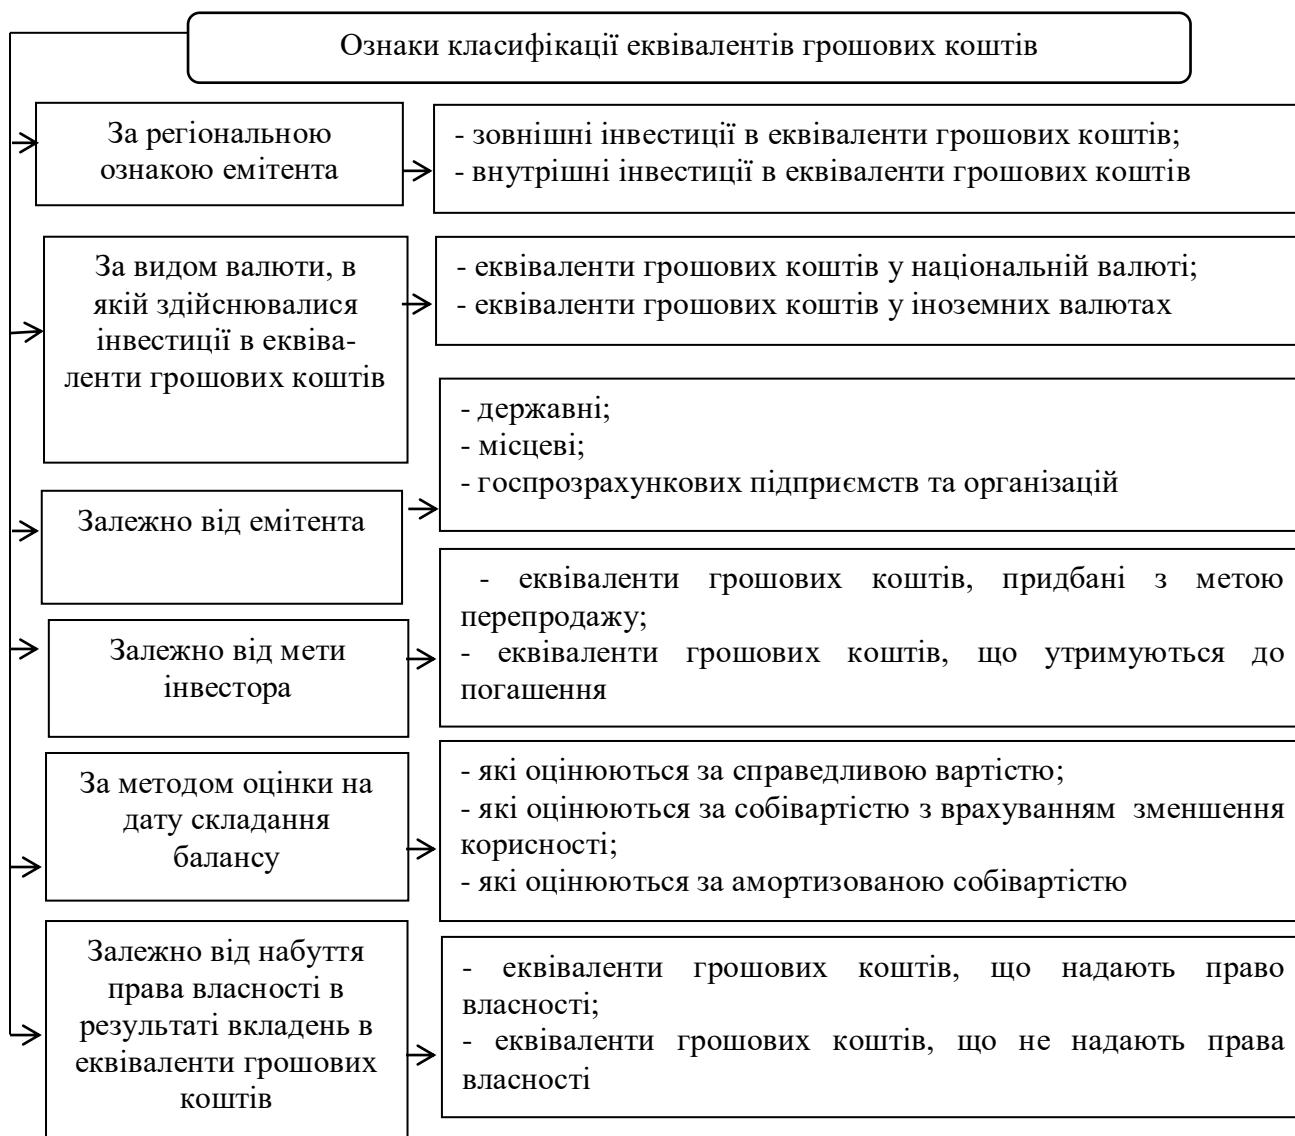 Ознаки класифікації еквівалентів грошових коштів
За регіональною
ознакою емітента
- зовнішні інвестиції в еквіваленти грошових коштів;
- внутрішні інвестиції в еквіваленти грошових коштів
За видом валюти, в
якій здійснювалися
інвестиції в еквіва-
ленти грошових коштів
- еквіваленти грошових коштів у національній валюті;
- еквіваленти грошових коштів у іноземних валютах
Залежно від емітента
- державні;
- місцеві;
- госпрозрахункових підприємств та організацій
Залежно від мети
інвестора
- еквіваленти грошових коштів, придбані з метою
перепродажу;
- еквіваленти грошових коштів, що утримуються до
погашення
За методом оцінки на
дату складання
балансу
- які оцінюються за справедливою вартістю;
- які оцінюються за собівартістю з врахуванням зменшення
корисності;
- які оцінюються за амортизованою собівартістю
Залежно від набуття
права власності в
результаті вкладень в
еквіваленти грошових
коштів
- еквіваленти грошових коштів, що надають право
власності;
- еквіваленти грошових коштів, що не надають права
власності